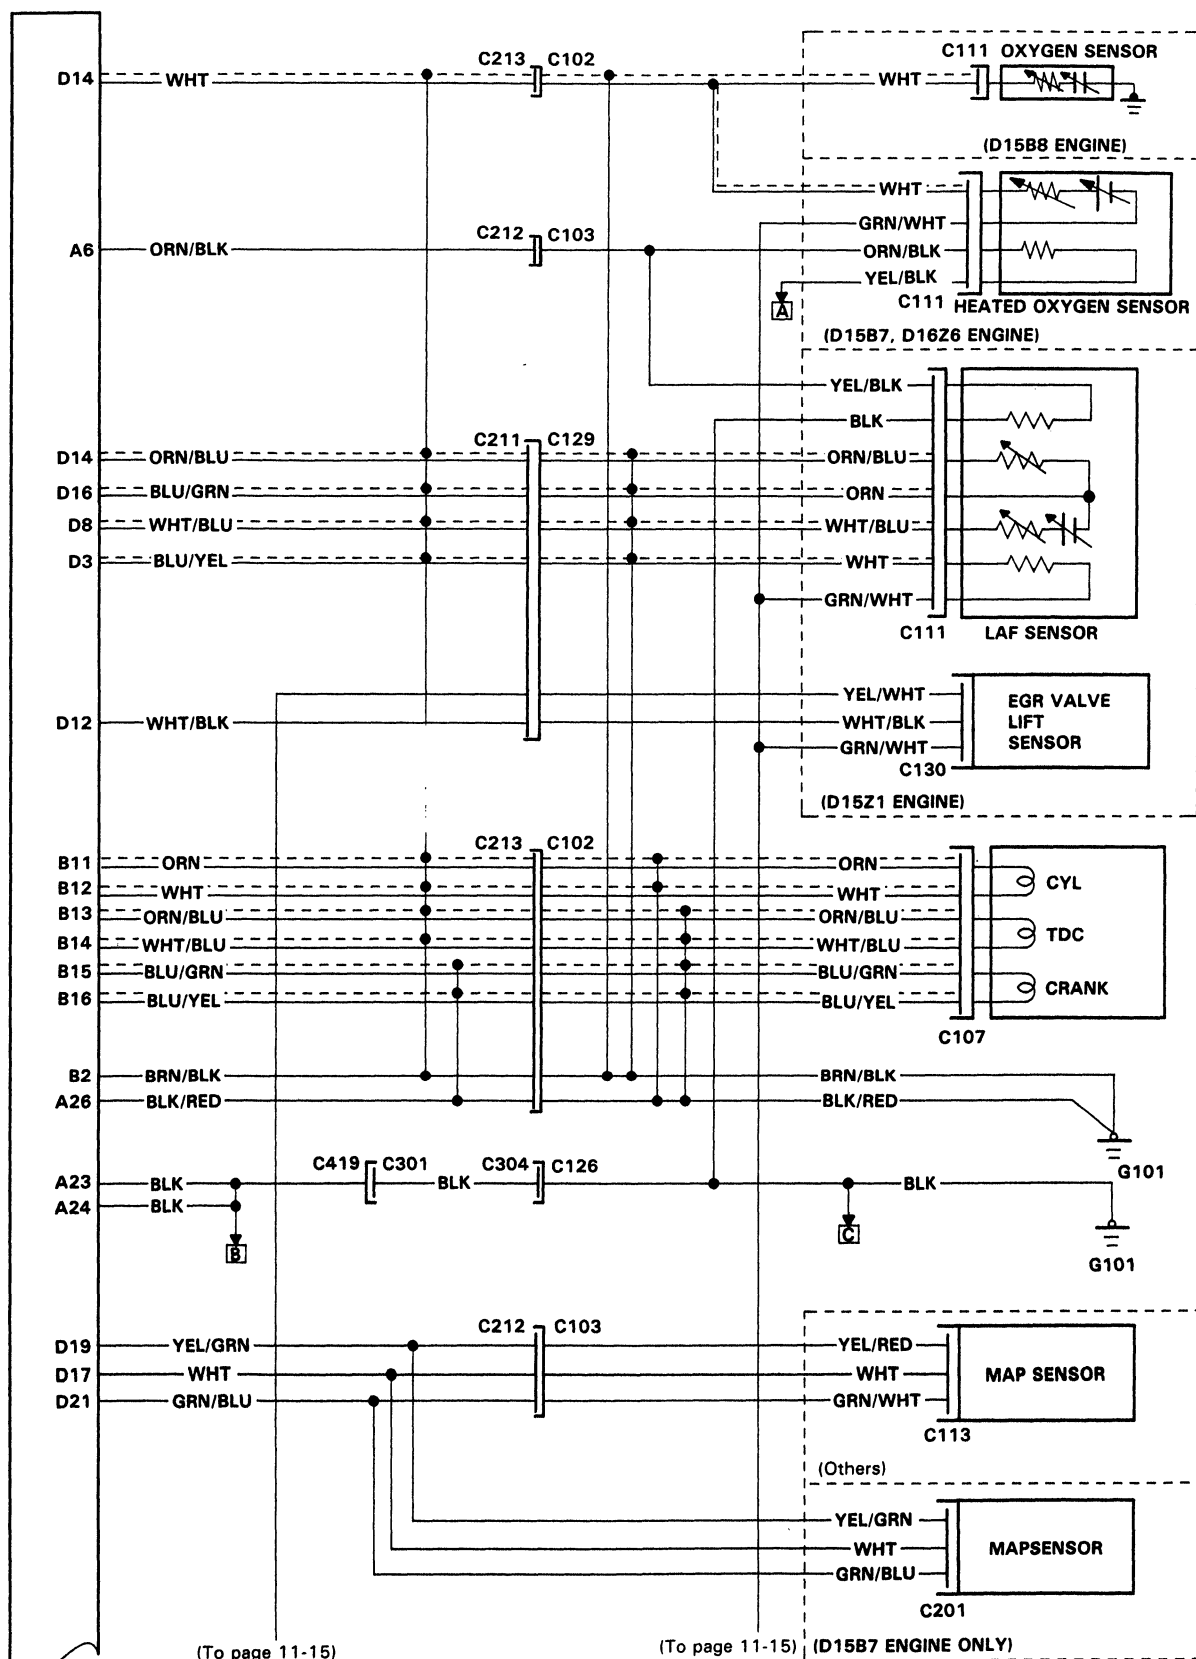 C213 C102
C111 OXYGEN SENSOR
D14 WHT WHT
(D15B8 ENGINE)
WHT
GRN/WHT
A6 ORN/BLK C212 C103 ORN/BLK
YEL/BLK
A
C111 HEATED OXYGEN SENSOR
(D15B7, D16Z6 ENGINE)
YEL/BLK
BLK
C211 C129
D14 ORN/BLU ORN/BLU
D16 BLU/GRN ORN
D8 WHT/BLU WHT/BLU
D3 BLU/YEL WHT
GRN/WHT
C111 LAF SENSOR
YEL/WHT
D12 WHT/BLK WHT/BLK
GRN/WHT
EGR VALVE
LIFT
SENSOR
C130
(D15Z1 ENGINE)
C213 C102
B11 ORN ORN
B12 WHT WHT CYL
B13 ORN/BLU ORN/BLU
B14 WHT/BLU WHT/BLU TDC
B15 BLU/GRN BLU/GRN
B16 BLU/YEL BLU/YEL CRANK
C107
B2 BRN/BLK BRN/BLK
A26 BLK/RED BLK/RED
G101
C419 C301 C304 C126
A23 BLK BLK BLK
A24 BLK
B C
G101
C212 C103
D19 YEL/GRN YEL/RED
D17 WHT WHT MAP SENSOR
D21 GRN/BLU GRN/WHT
C113
(Others)
YEL/GRN
WHT MAPSENSOR
GRN/BLU
C201
(To page 11-15) (To page 11-15) (D15B7 ENGINE ONLY)